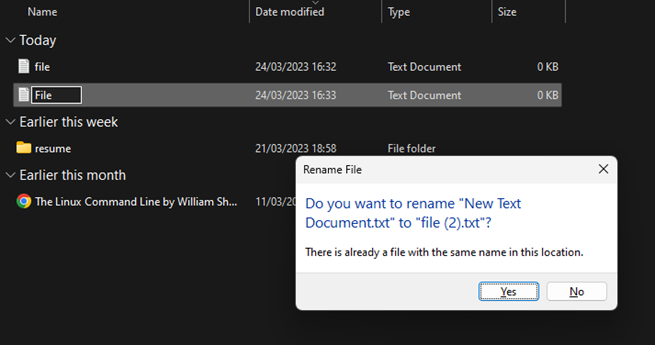 Name Date modified Type Size
Today
file 24/03/2023 16:32 Text Document 0 KB
File 24/03/2023 16:33 Text Document 0 KB
Earlier this week
resume 21/03/2023 18:58 File folder
Earlier this month
The Linux Command Line by William Sh... 11/03/20
Rename File
Do you want to rename "New Text
Document.txt" to "file (2).txt"?
There is already a file with the same name in this location.
Yes No